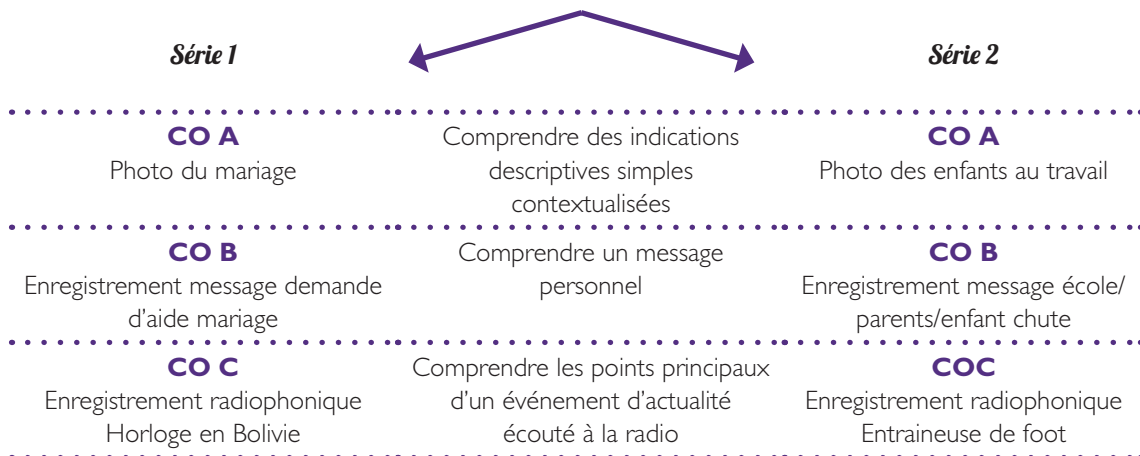 Série 1
Série 2
CO A
Photo du mariage
Comprendre des indications
descriptives simples
contextualisées
CO A
Photo des enfants au travail
CO B
Enregistrement message demande
d'aide mariage
Comprendre un message
personnel
CO B
Enregistrement message école/
parents/enfant chute
CO C
Enregistrement radiophonique
Horloge en Bolivie
Comprendre les points principaux
d'un événement d'actualité
écouté à la radio
COC
Enregistrement radiophonique
Entraineuse de foot